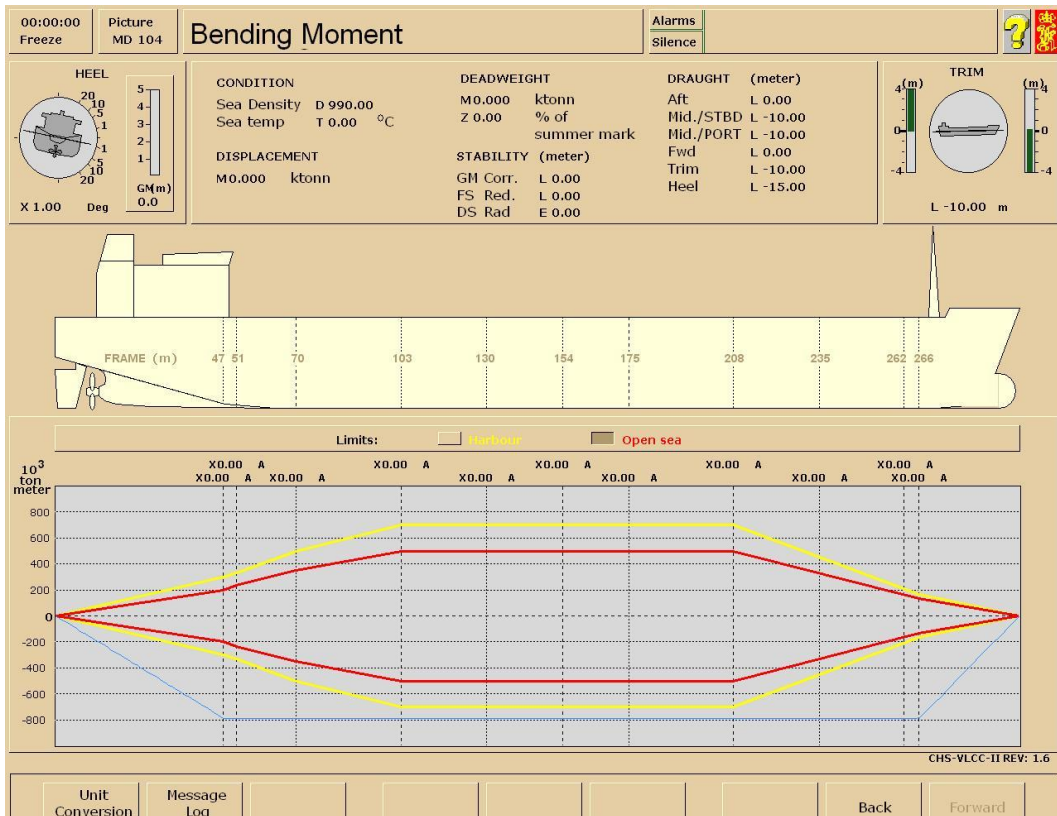 00:00:00
Freeze
Picture
MD 104
Bending Moment
Alarms
Silence
?
HEEL
20
10
5
1
1
5
10
20
5
4
3
2
1
GM(m)
0.0
X 1.00 Deg
CONDITION
Sea Density D 990.00
Sea temp T 0.00 °C
DISPLACEMENT
M0.000 ktonn
DEADWEIGHT
M0.000 ktonn
Z 0.00 % of
summer mark
STABILITY (meter)
GM Corr. L 0.00
FS Red. L 0.00
DS Rad E 0.00
DRAUGHT (meter)
Aft L 0.00
Mid./STBD L -10.00
Mid./PORT L -10.00
Fwd L 0.00
Trim L -10.00
Heel L -15.00
TRIM
(m) (m)
4 4
0 0
-4 -4
L -10.00 m
FRAME (m) 47 51 70 103 130 154 175 208 235 262 266
Limits: Harbour Open sea
10³
ton
meter
X0.00 A X0.00 A X0.00 A X0.00 A X0.00 A
X0.00 A X0.00 A X0.00 A X0.00 A X0.00 A X0.00 A
800
600
400
200
0
-200
-400
-600
-800
CHS-VLCC-II REV: 1.6
Unit
Conversion
Message
Log
Back
Forward